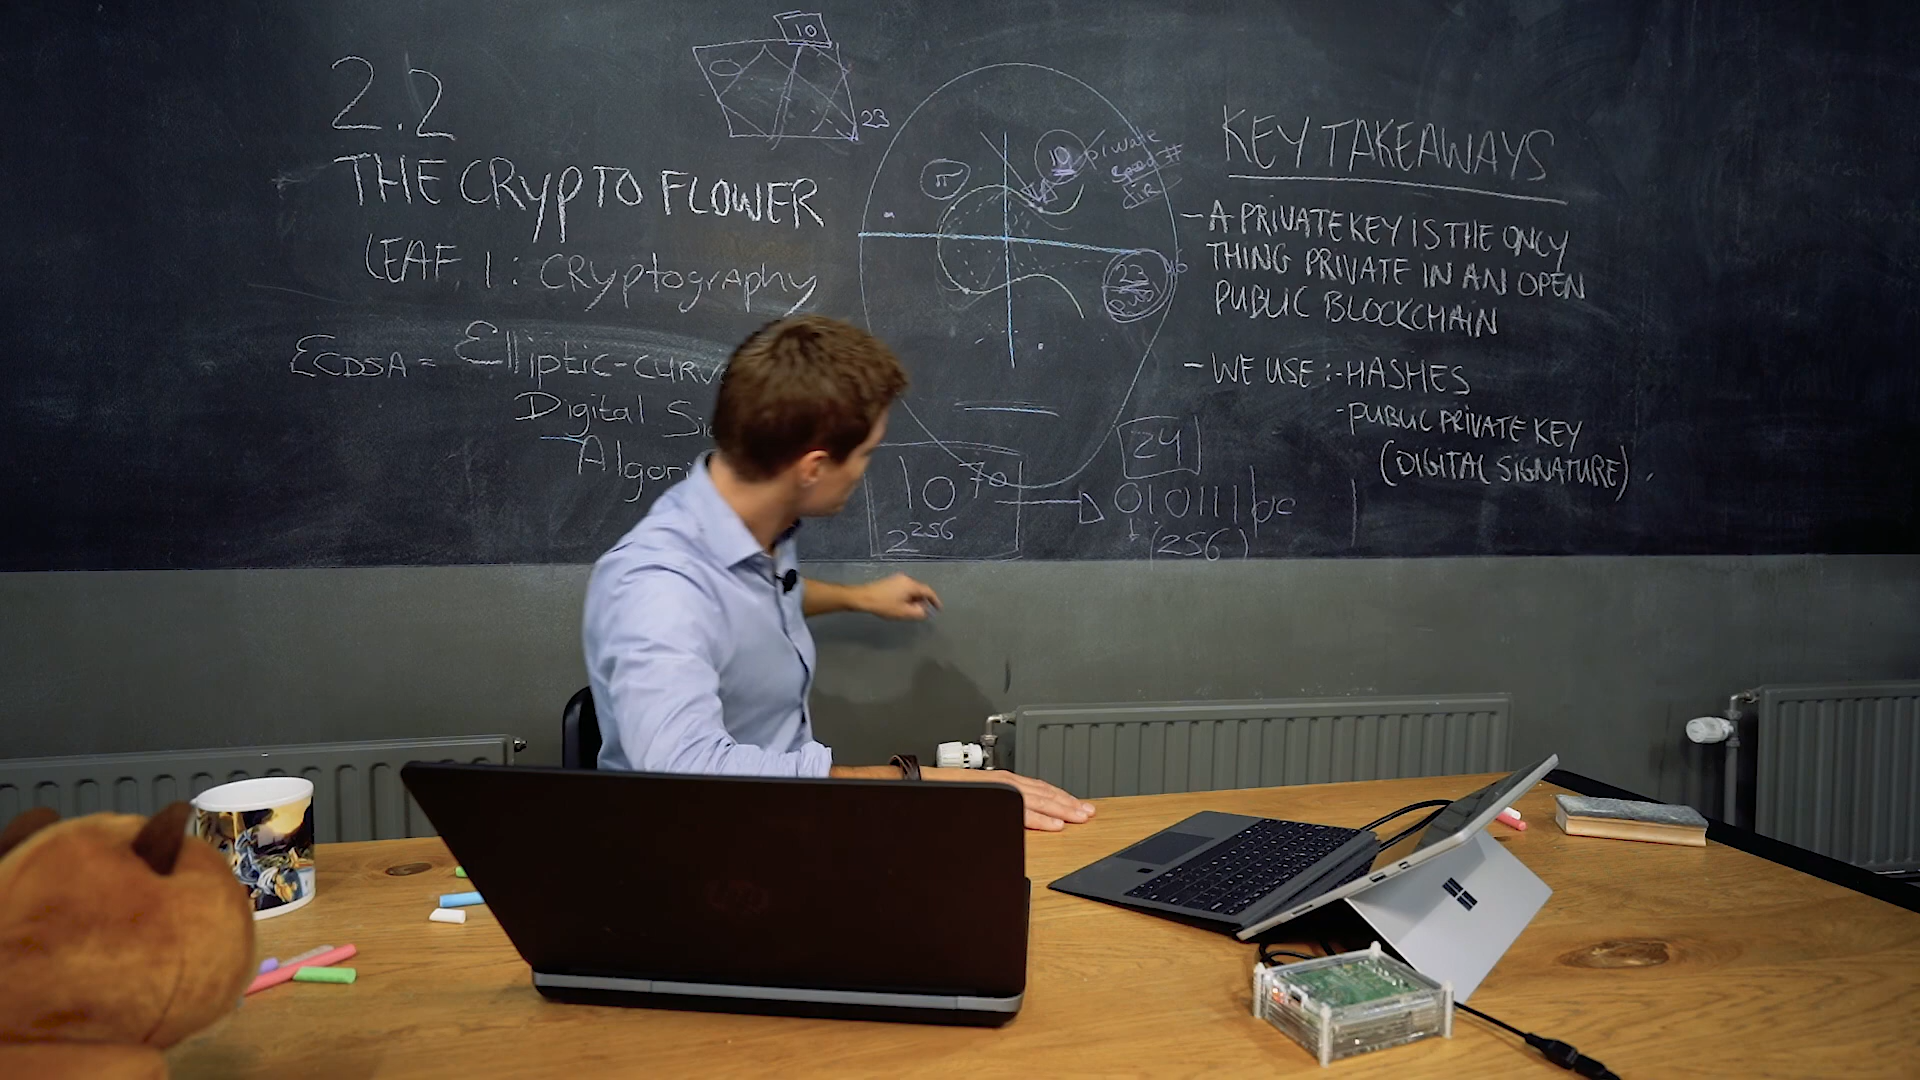 2.2
THE CRYPTO FLOWER
LEAF 1: CRYPTOGRAPHY
ECDSA = Elliptic-curv
Digital Si
Algori
10
23
π
10 private
23
10^70
2^256
24
010111
(256)
KEY TAKEAWAYS
- A PRIVATE KEY IS THE ONLY
THING PRIVATE IN AN OPEN
PUBLIC BLOCKCHAIN
- WE USE :- HASHES
- PUBLIC PRIVATE KEY
(DIGITAL SIGNATURE)